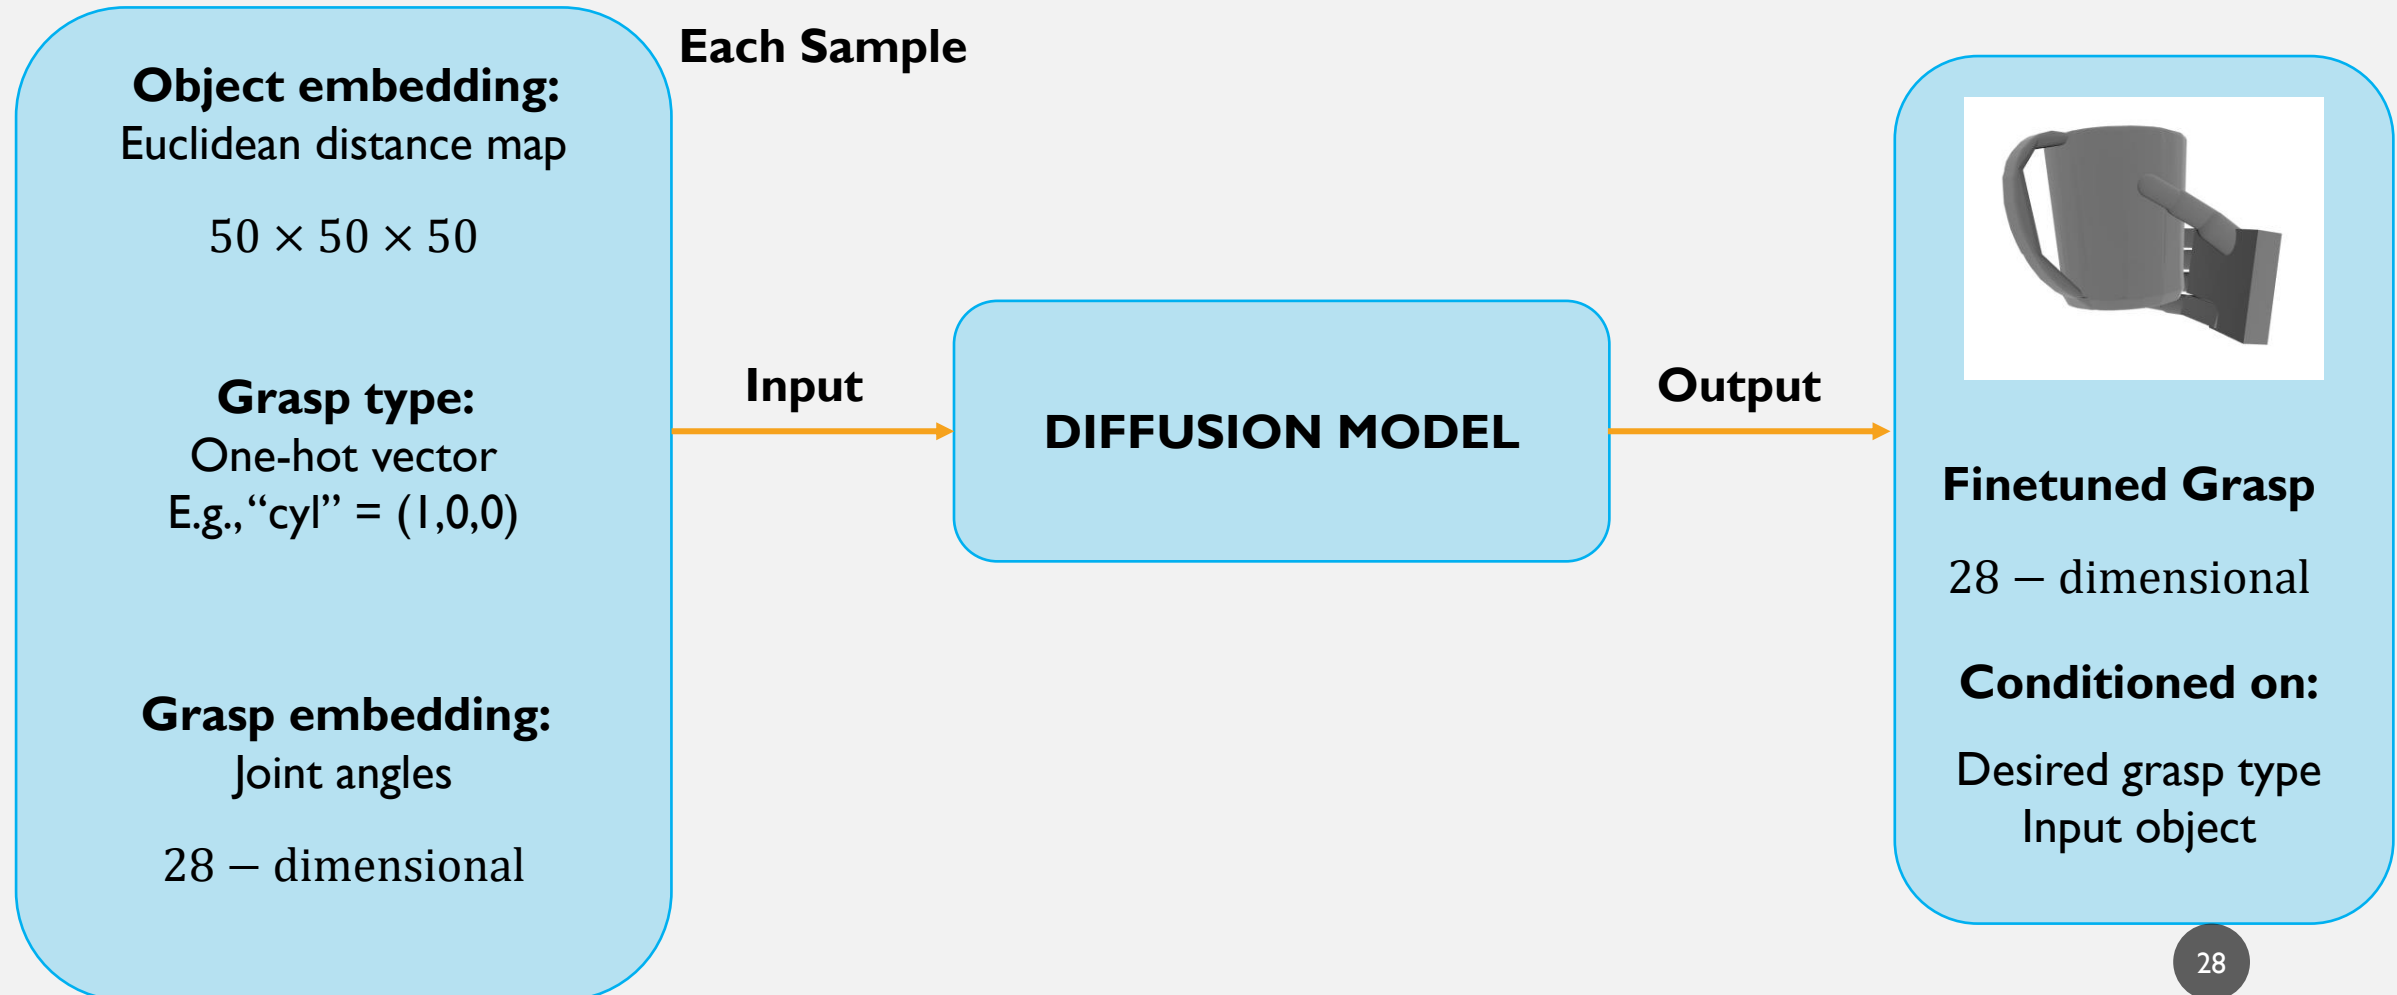 Each Sample
Object embedding:
Euclidean distance map
50 × 50 × 50
Grasp type:
One-hot vector
E.g., “cyl” = (1,0,0)
Grasp embedding:
Joint angles
28 − dimensional
Input
DIFFUSION MODEL
Output
Finetuned Grasp
28 − dimensional
Conditioned on:
Desired grasp type
Input object
28